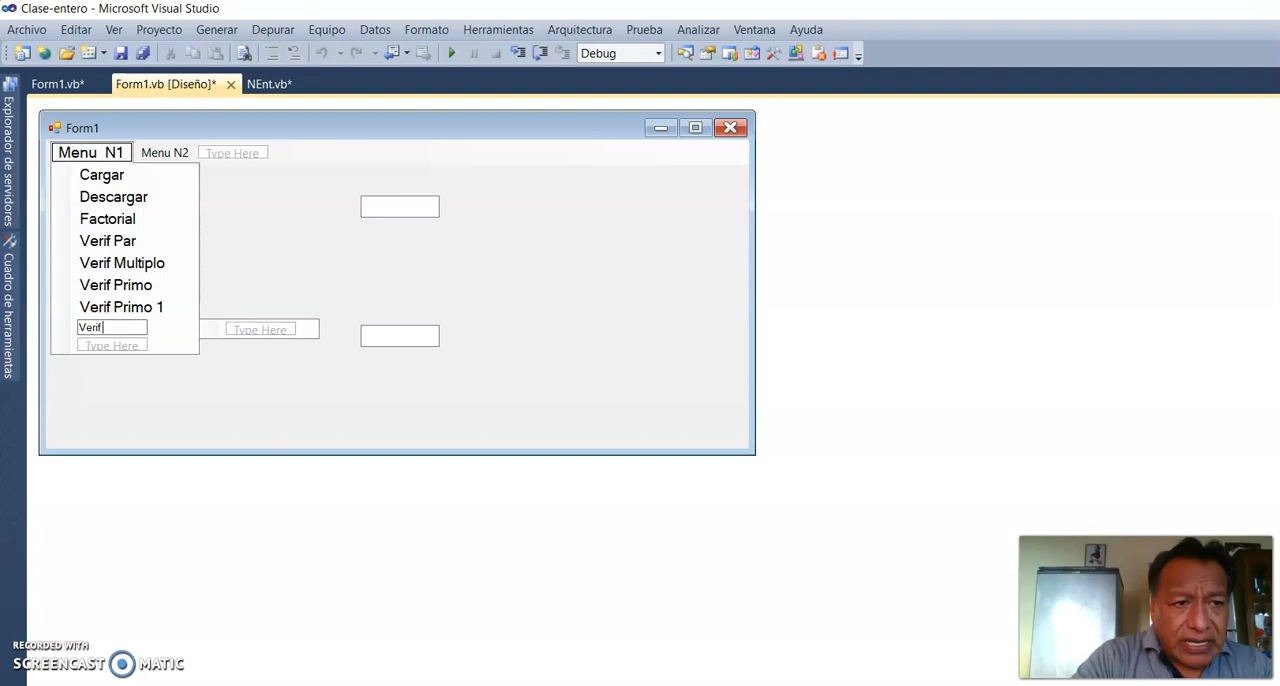 Clase-entero - Microsoft Visual Studio
Archivo Editar Ver Proyecto Generar Depurar Equipo Datos Formato Herramientas Arquitectura Prueba Analizar Ventana Ayuda
Debug
Form1.vb* Form1.vb [Diseño]* NEnt.vb*
Explorador de servidores
Cuadro de herramientas
Form1
Menu N1 Menu N2 Type Here
Cargar
Descargar
Factorial
Verif Par
Verif Multiplo
Verif Primo
Verif Primo 1
Verif Type Here
Type Here
RECORDED WITH
SCREENCAST MATIC